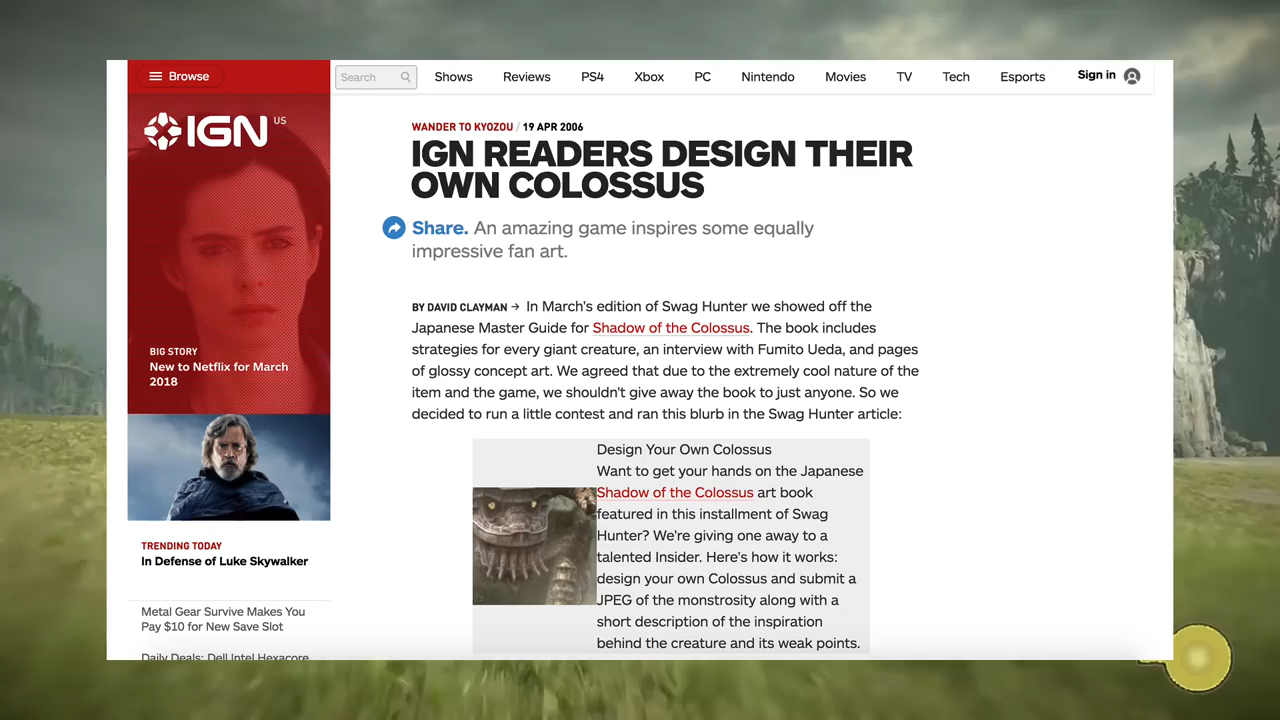 Browse
Search
Shows
Reviews
PS4
Xbox
PC
Nintendo
Movies
TV
Tech
Esports
Sign in
IGN
US
BIG STORY
New to Netflix for March
2018
TRENDING TODAY
In Defense of Luke Skywalker
Metal Gear Survive Makes You
Pay $10 for New Save Slot
Daily Deals: Dell Intel Hexacore
WANDER TO KYOZOU / 19 APR 2006
IGN READERS DESIGN THEIR
OWN COLOSSUS
Share. An amazing game inspires some equally
impressive fan art.
BY DAVID CLAYMAN → In March's edition of Swag Hunter we showed off the
Japanese Master Guide for Shadow of the Colossus. The book includes
strategies for every giant creature, an interview with Fumito Ueda, and pages
of glossy concept art. We agreed that due to the extremely cool nature of the
item and the game, we shouldn't give away the book to just anyone. So we
decided to run a little contest and ran this blurb in the Swag Hunter article:
Design Your Own Colossus
Want to get your hands on the Japanese
Shadow of the Colossus art book
featured in this installment of Swag
Hunter? We're giving one away to a
talented Insider. Here's how it works:
design your own Colossus and submit a
JPEG of the monstrosity along with a
short description of the inspiration
behind the creature and its weak points.